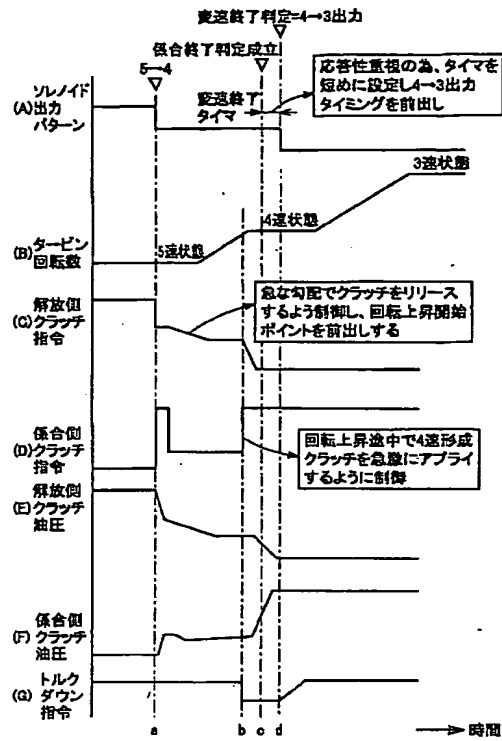 変速終了判定=4→3出力
係合終了判定成立
5→4
ソレノイド
(A)出力
パターン
変速終了
タイマ
応答性重視の為、タイマを
短めに設定し4→3出力
タイミングを前出し
3速状態
4速状態
5速状態
(B)タービン
回転数
急な勾配でクラッチをリリース
するよう制御し、回転上昇開始
ポイントを前出しする
解放側
(C)クラッチ
指令
係合側
(D)クラッチ
指令
回転上昇途中で4速形成
クラッチを急激にアプライ
するように制御
解放側
(E)クラッチ
油圧
係合側
(F)クラッチ
油圧
トルク
(G)ダウン
指令
a b c d
時間